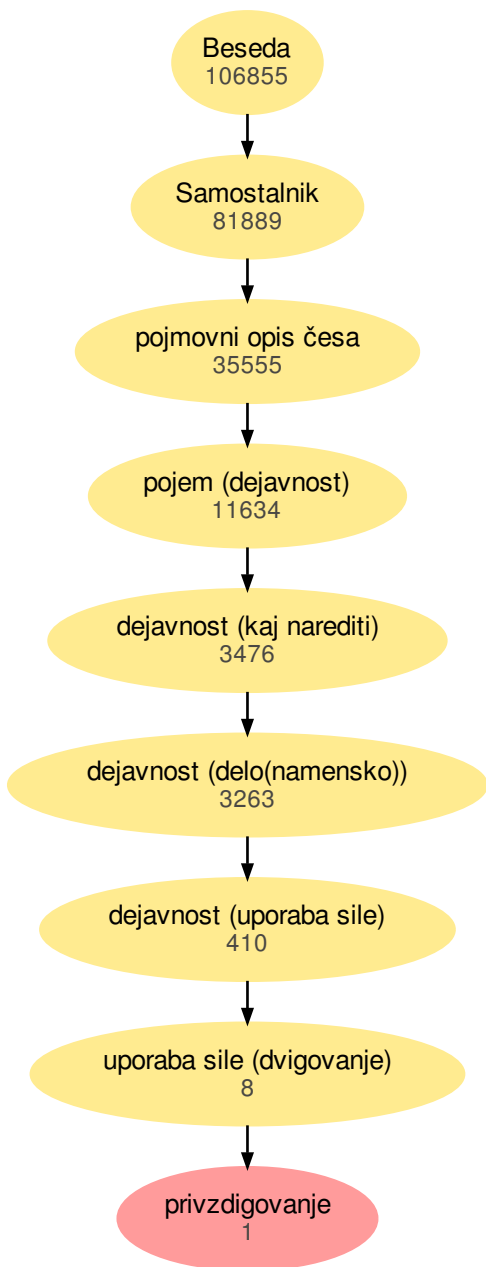 Beseda
106855
Samostalnik
81889
pojmovni opis česa
35555
pojem (dejavnost)
11634
dejavnost (kaj narediti)
3476
dejavnost (delo(namensko))
3263
dejavnost (uporaba sile)
410
uporaba sile (dvigovanje)
8
privzdigovanje
1